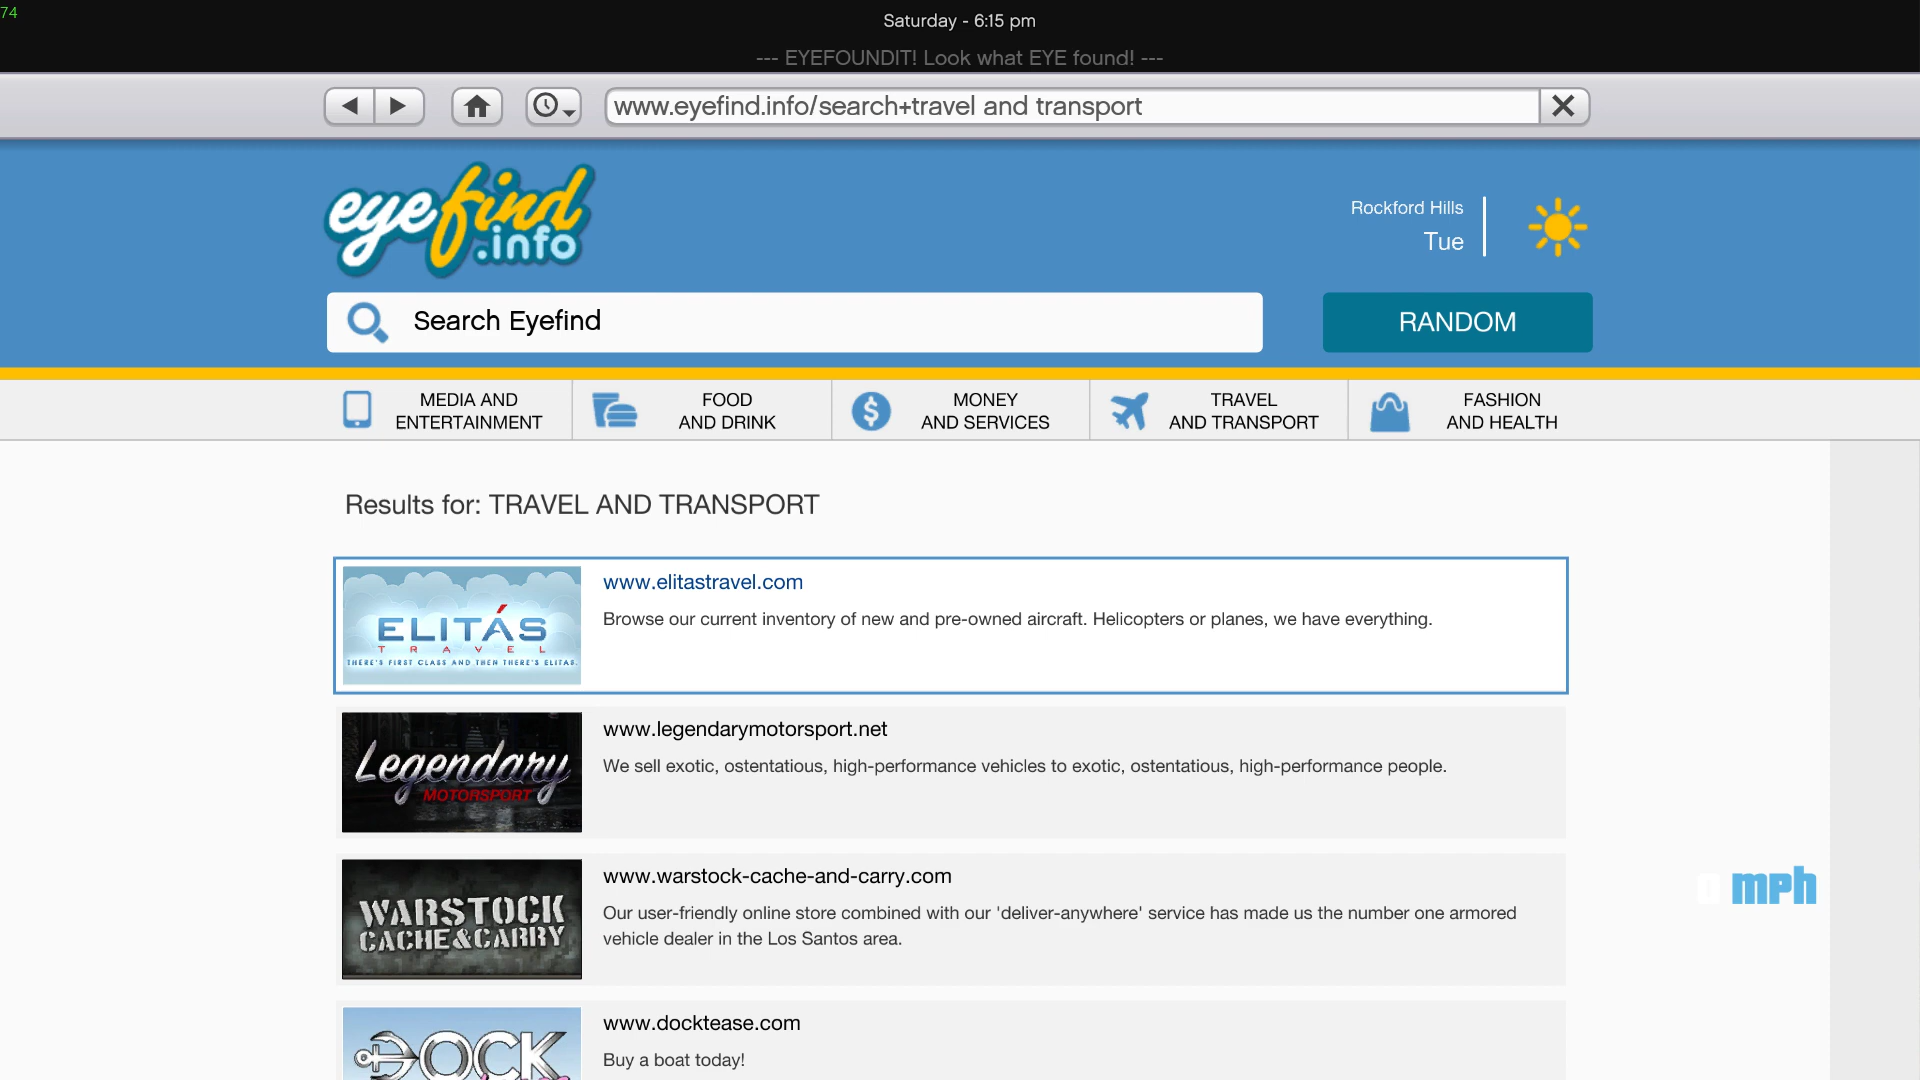 74
Saturday - 6:15 pm
--- EYEFOUNDIT! Look what EYE found! ---
www.eyefind.info/search+travel and transport
eyefind
.info
Rockford Hills
Tue
Search Eyefind
RANDOM
MEDIA AND
ENTERTAINMENT
FOOD
AND DRINK
MONEY
AND SERVICES
TRAVEL
AND TRANSPORT
FASHION
AND HEALTH
Results for: TRAVEL AND TRANSPORT
ELITÁS
TRAVEL
THERE'S FIRST CLASS AND THEN THERE'S ELITAS.
www.elitastravel.com
Browse our current inventory of new and pre-owned aircraft. Helicopters or planes, we have everything.
Legendary
MOTORSPORT
www.legendarymotorsport.net
We sell exotic, ostentatious, high-performance vehicles to exotic, ostentatious, high-performance people.
WARSTOCK
CACHE&CARRY
www.warstock-cache-and-carry.com
Our user-friendly online store combined with our 'deliver-anywhere' service has made us the number one armored
vehicle dealer in the Los Santos area.
0 mph
DOCK
www.docktease.com
Buy a boat today!